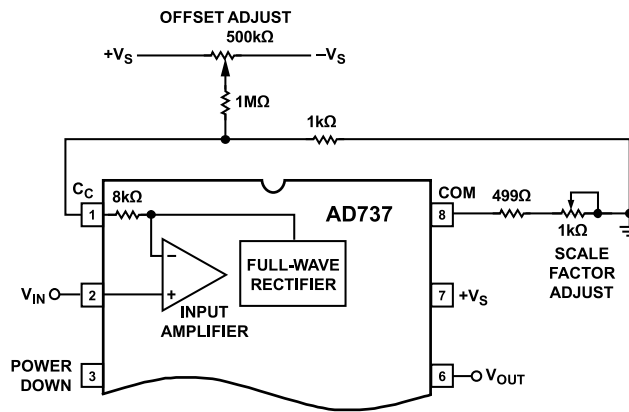 OFFSET ADJUST
500kΩ
+VS
–VS
1MΩ
1kΩ
CC
8kΩ
AD737
COM
499Ω
1
8
1kΩ
SCALE
FACTOR
ADJUST
FULL-WAVE
RECTIFIER
–
+
VIN
2
INPUT
AMPLIFIER
7
+VS
POWER
DOWN
3
6
VOUT